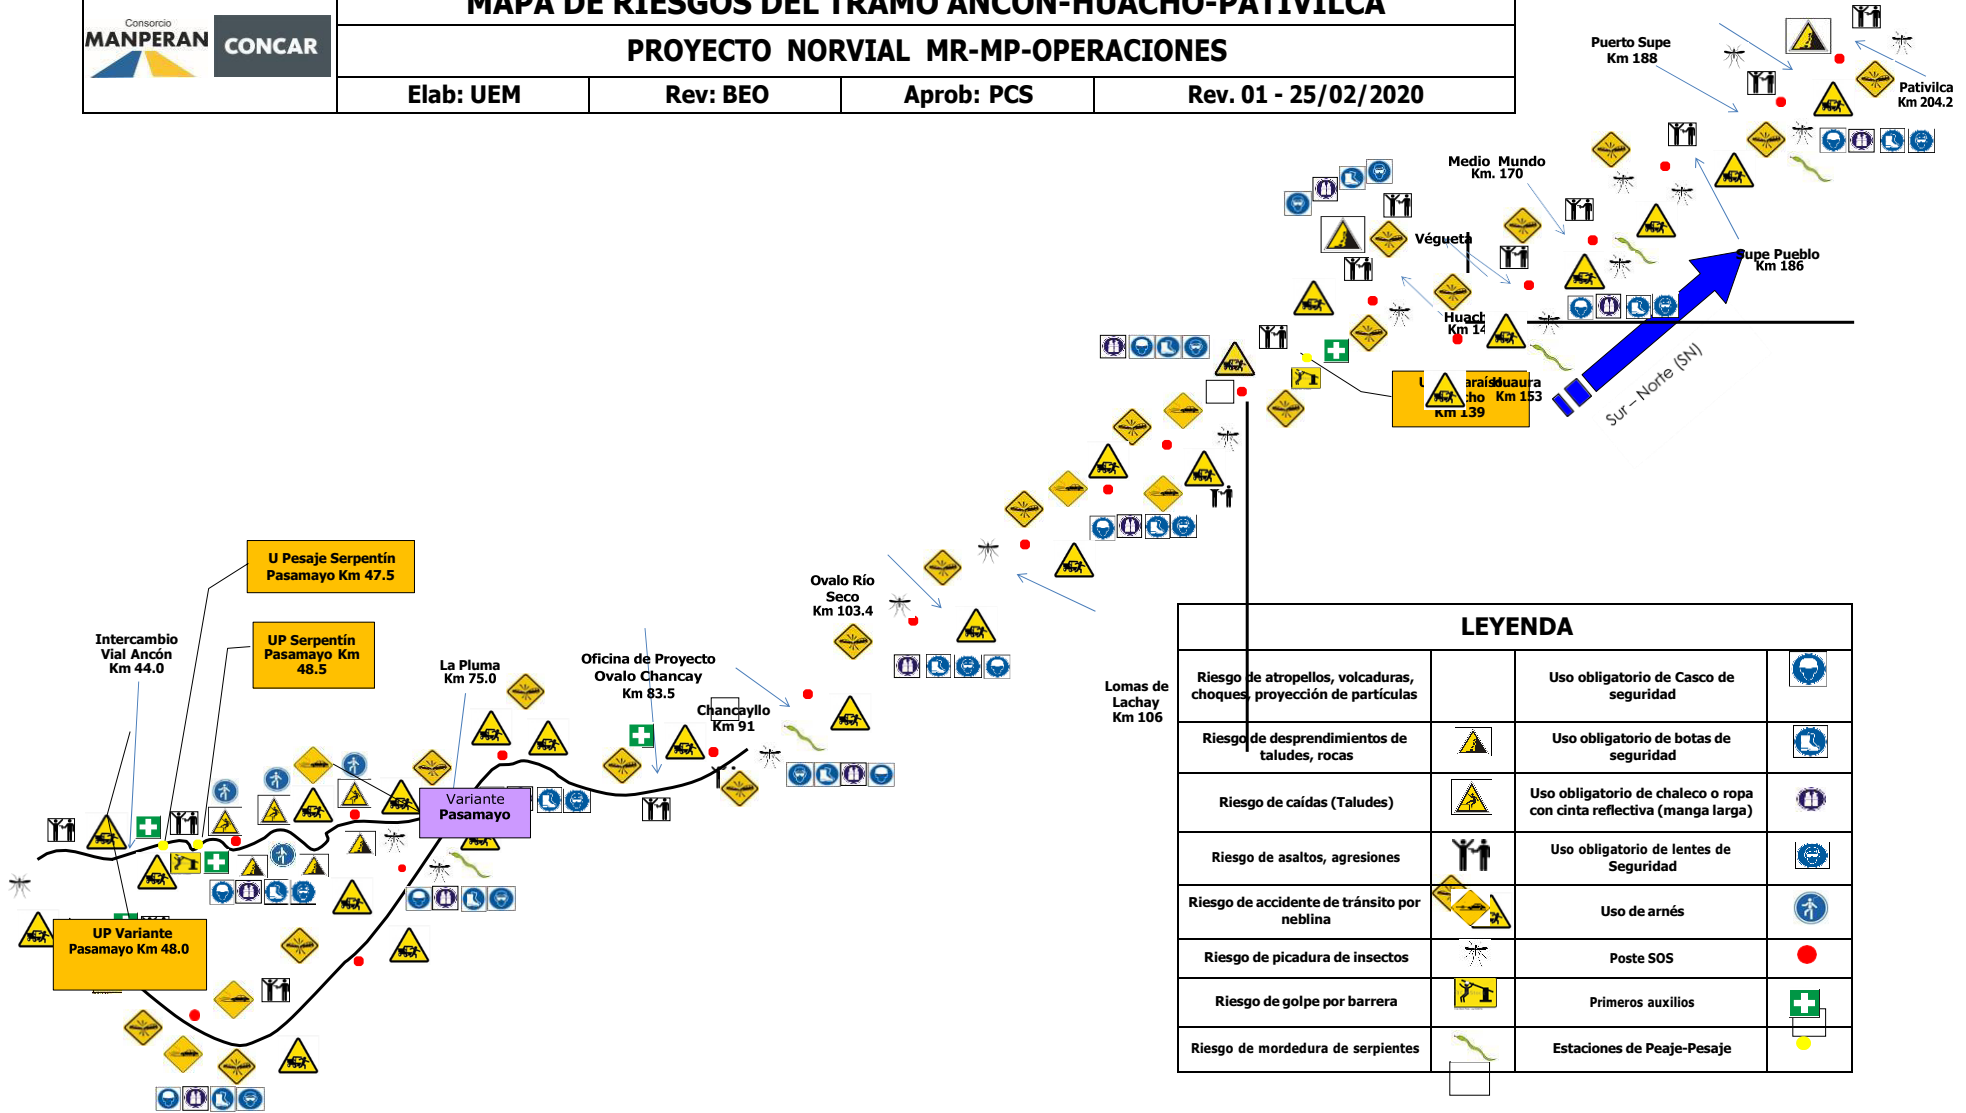 MAPA DE RIESGOS DEL TRAMO ANCON-HUACHO-PATIVILCA
Consorcio
MANPERAN
CONCAR
PROYECTO NORVIAL MR-MP-OPERACIONES
Elab: UEM
Rev: BEO
Aprob: PCS
Rev. 01 - 25/02/2020
Puerto Supe
Km 188
Pativilca
Km 204.2
Medio Mundo
Km. 170
Végueta
Supe Pueblo
Km 186
Huaura
Km 153
Km 139
Sur – Norte (SN)
U Pesaje Serpentín
Pasamayo Km 47.5
UP Serpentín
Pasamayo Km
48.5
Intercambio
Vial Ancón
Km 44.0
La Pluma
Km 75.0
Oficina de Proyecto
Ovalo Chancay
Km 83.5
Chancayllo
Km 91
Ovalo Río
Seco
Km 103.4
Lomas de
Lachay
Km 106
Variante
Pasamayo
UP Variante
Pasamayo Km 48.0
LEYENDA
Riesgo de atropellos, volcaduras,
choques, proyección de partículas
Uso obligatorio de Casco de
seguridad
Riesgo de desprendimientos de
taludes, rocas
Uso obligatorio de botas de
seguridad
Riesgo de caídas (Taludes)
Uso obligatorio de chaleco o ropa
con cinta reflectiva (manga larga)
Riesgo de asaltos, agresiones
Uso obligatorio de lentes de
Seguridad
Riesgo de accidente de tránsito por
neblina
Uso de arnés
Riesgo de picadura de insectos
Poste SOS
Riesgo de golpe por barrera
Primeros auxilios
Riesgo de mordedura de serpientes
Estaciones de Peaje-Pesaje